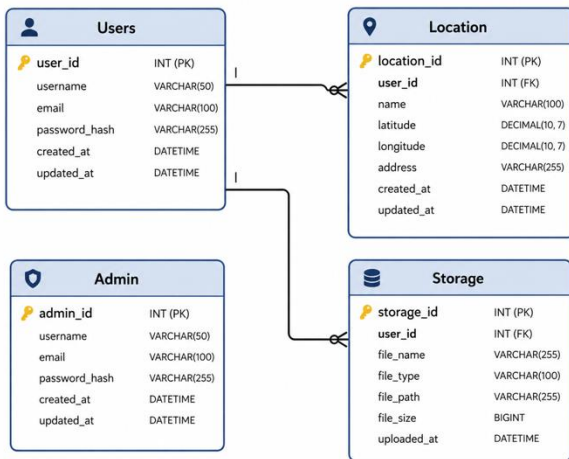 Users
user_id INT (PK)
username VARCHAR(50)
email VARCHAR(100)
password_hash VARCHAR(255)
created_at DATETIME
updated_at DATETIME
Location
location_id INT (PK)
user_id INT (FK)
name VARCHAR(100)
latitude DECIMAL(10, 7)
longitude DECIMAL(10, 7)
address VARCHAR(255)
created_at DATETIME
updated_at DATETIME
Admin
admin_id INT (PK)
username VARCHAR(50)
email VARCHAR(100)
password_hash VARCHAR(255)
created_at DATETIME
updated_at DATETIME
Storage
storage_id INT (PK)
user_id INT (FK)
file_name VARCHAR(255)
file_type VARCHAR(100)
file_path VARCHAR(255)
file_size BIGINT
uploaded_at DATETIME